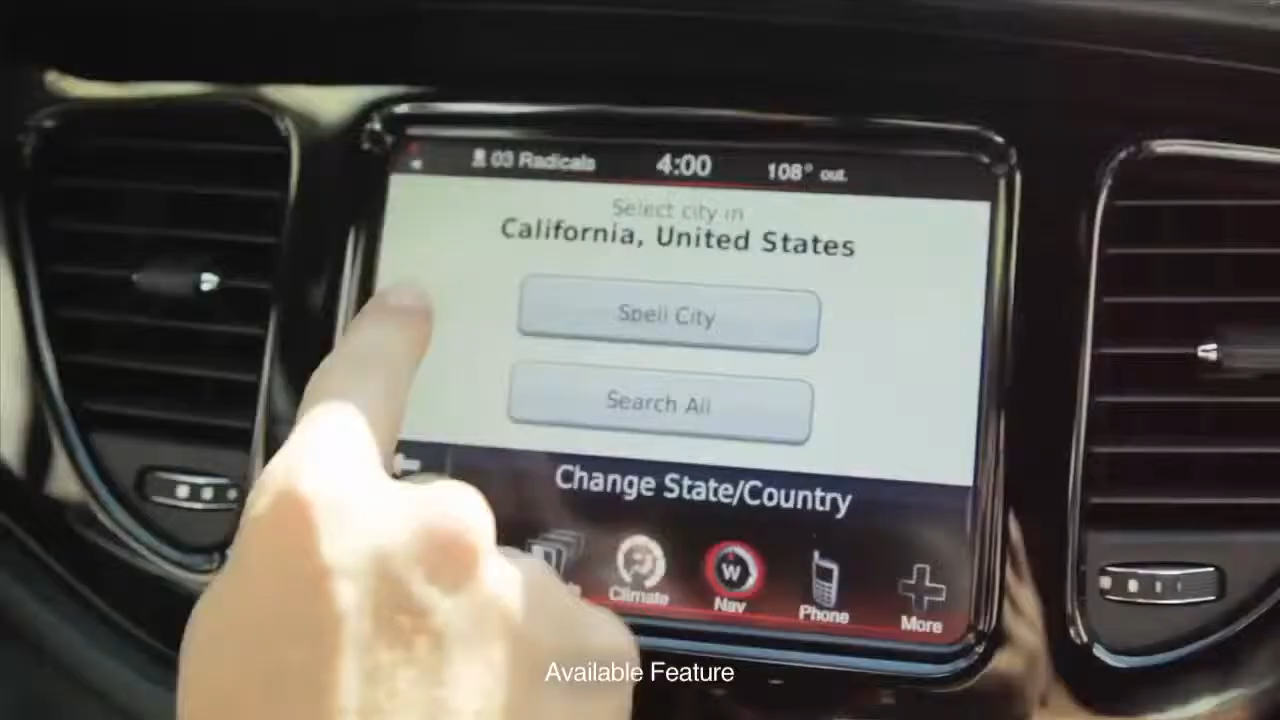 03 Radicals 4:00 108° out.
Select city in
California, United States
Spell City
Search All
Change State/Country
Climate
W
Nav
Phone
More
Available Feature